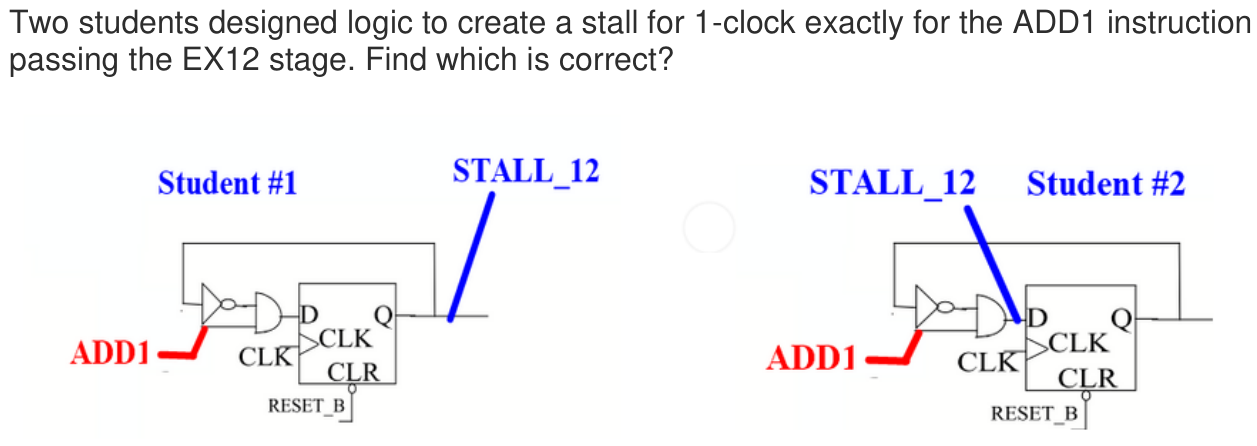 Two students designed logic to create a stall for 1-clock exactly for the ADD1 instruction
passing the EX12 stage. Find which is correct?
Student #1
STALL_12
D
Q
CLK
ADD1
CLK
CLR
RESET_B
STALL_12
Student #2
D
Q
CLK
ADD1
CLK
CLR
RESET_B